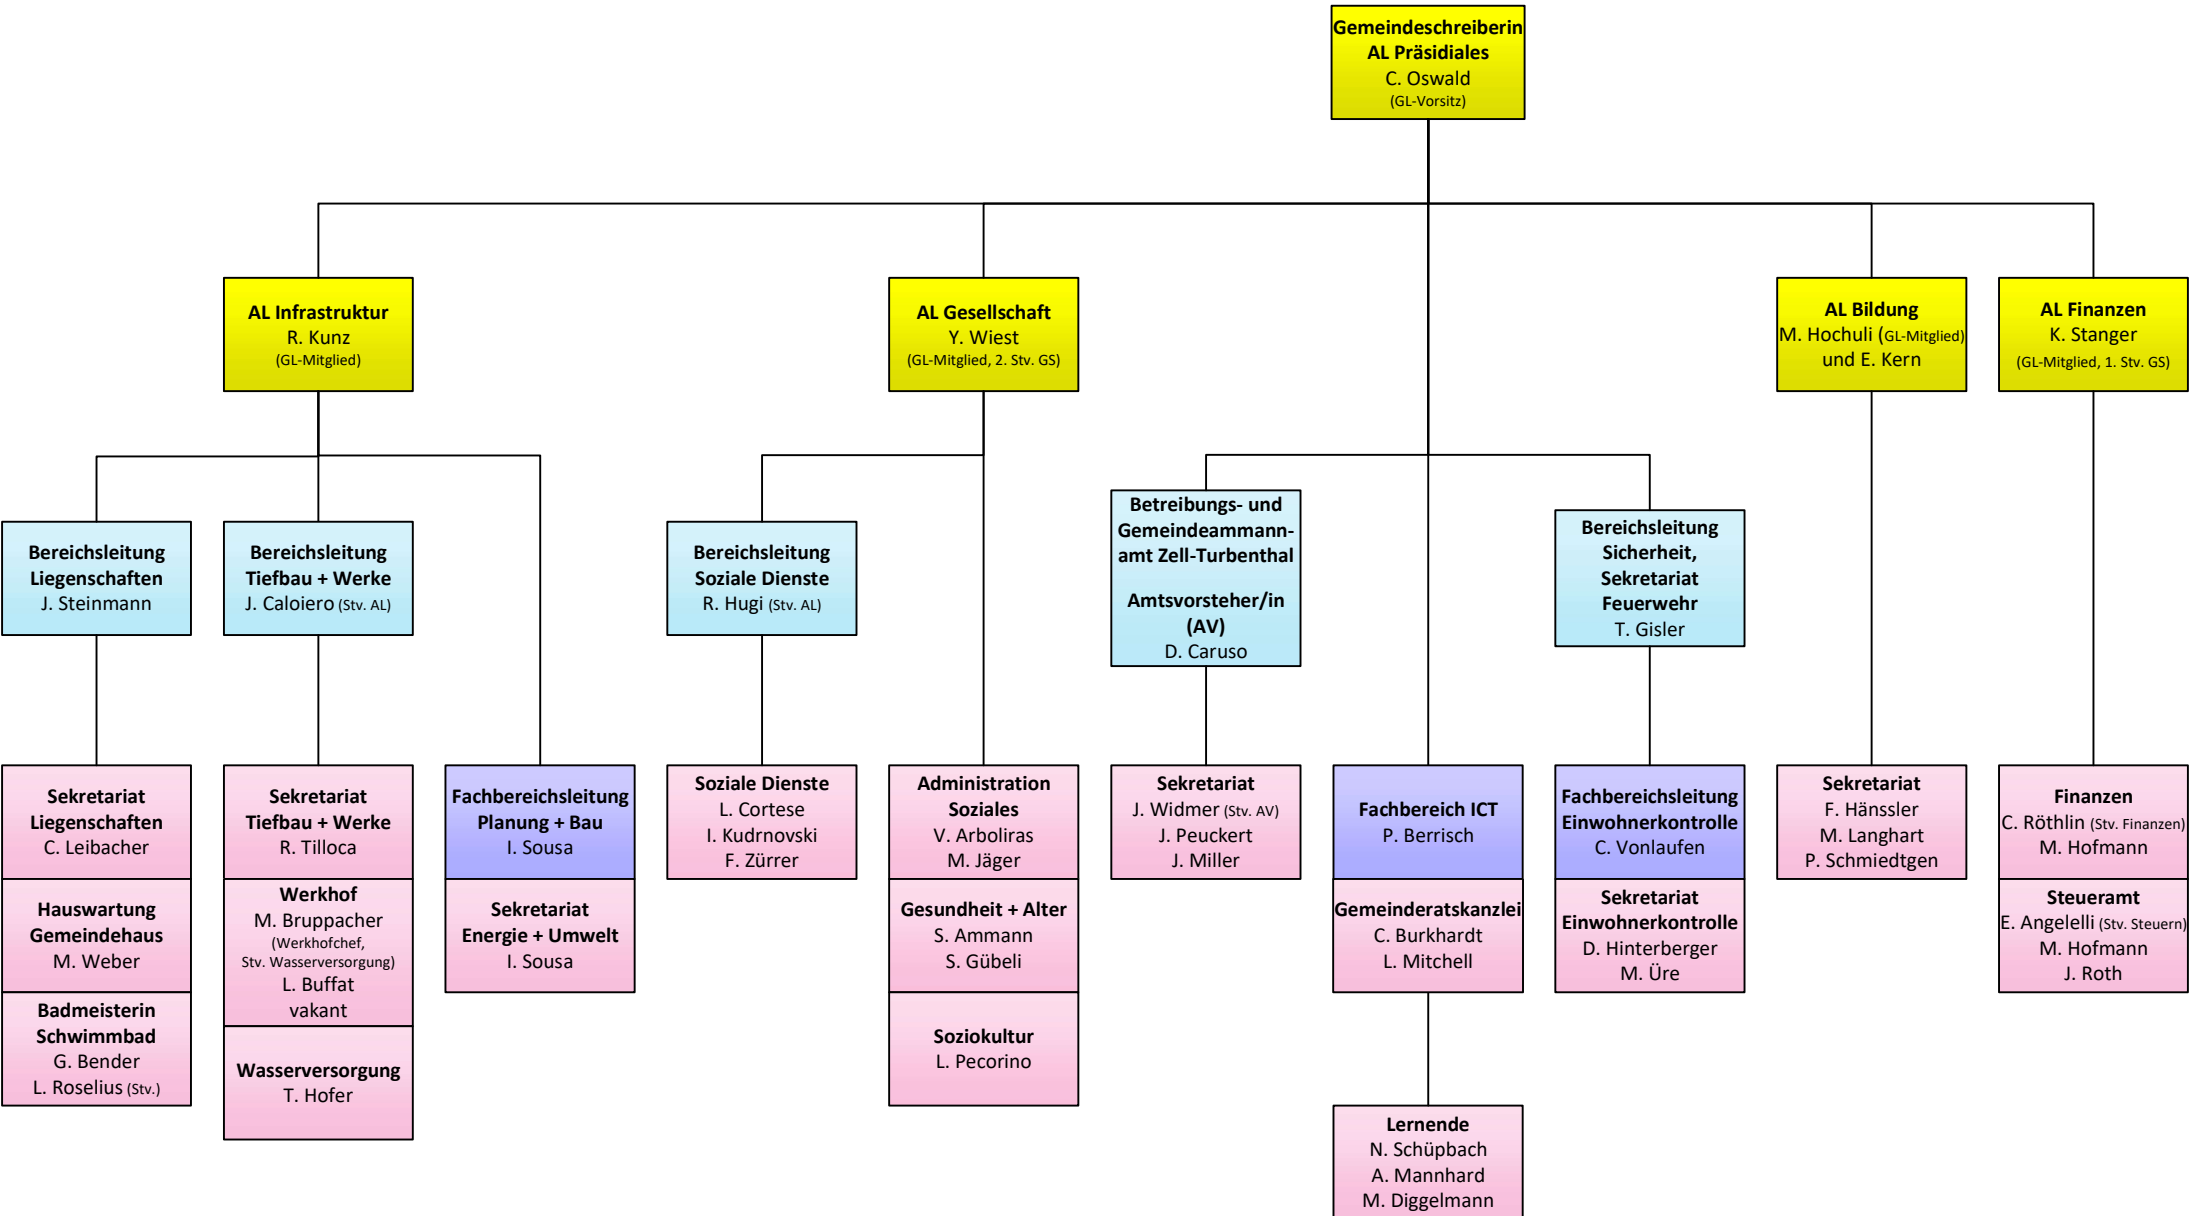 Gemeindeschreiberin
AL Präsidiales
C. Oswald
(GL-Vorsitz)
AL Infrastruktur
R. Kunz
(GL-Mitglied)
AL Gesellschaft
Y. Wiest
(GL-Mitglied, 2. Stv. GS)
AL Bildung
M. Hochuli (GL-Mitglied)
und E. Kern
AL Finanzen
K. Stanger
(GL-Mitglied, 1. Stv. GS)
Bereichsleitung
Liegenschaften
J. Steinmann
Bereichsleitung
Tiefbau + Werke
J. Caloiero (Stv. AL)
Bereichsleitung
Soziale Dienste
R. Hugi (Stv. AL)
Betreibungs- und
Gemeindeammann-
amt Zell-Turbenthal
Amtsvorsteher/in
(AV)
D. Caruso
Bereichsleitung
Sicherheit,
Sekretariat
Feuerwehr
T. Gisler
Sekretariat
Liegenschaften
C. Leibacher
Hauswartung
Gemeindehaus
M. Weber
Badmeisterin
Schwimmbad
G. Bender
L. Roselius (Stv.)
Sekretariat
Tiefbau + Werke
R. Tilloca
Werkhof
M. Bruppacher
(Werkhofchef,
Stv. Wasserversorgung)
L. Buffat
vakant
Wasserversorgung
T. Hofer
Fachbereichsleitung
Planung + Bau
I. Sousa
Sekretariat
Energie + Umwelt
I. Sousa
Soziale Dienste
L. Cortese
I. Kudrnovski
F. Zürrer
Administration
Soziales
V. Arboliras
M. Jäger
Gesundheit + Alter
S. Ammann
S. Gübeli
Soziokultur
L. Pecorino
Sekretariat
J. Widmer (Stv. AV)
J. Peuckert
J. Miller
Fachbereich ICT
P. Berrisch
Gemeinderatskanzlei
C. Burkhardt
L. Mitchell
Lernende
N. Schüpbach
A. Mannhard
M. Diggelmann
Fachbereichsleitung
Einwohnerkontrolle
C. Vonlaufen
Sekretariat
Einwohnerkontrolle
D. Hinterberger
M. Üre
Sekretariat
F. Hänssler
M. Langhart
P. Schmiedtgen
Finanzen
C. Röthlin (Stv. Finanzen)
M. Hofmann
Steueramt
E. Angelelli (Stv. Steuern)
M. Hofmann
J. Roth